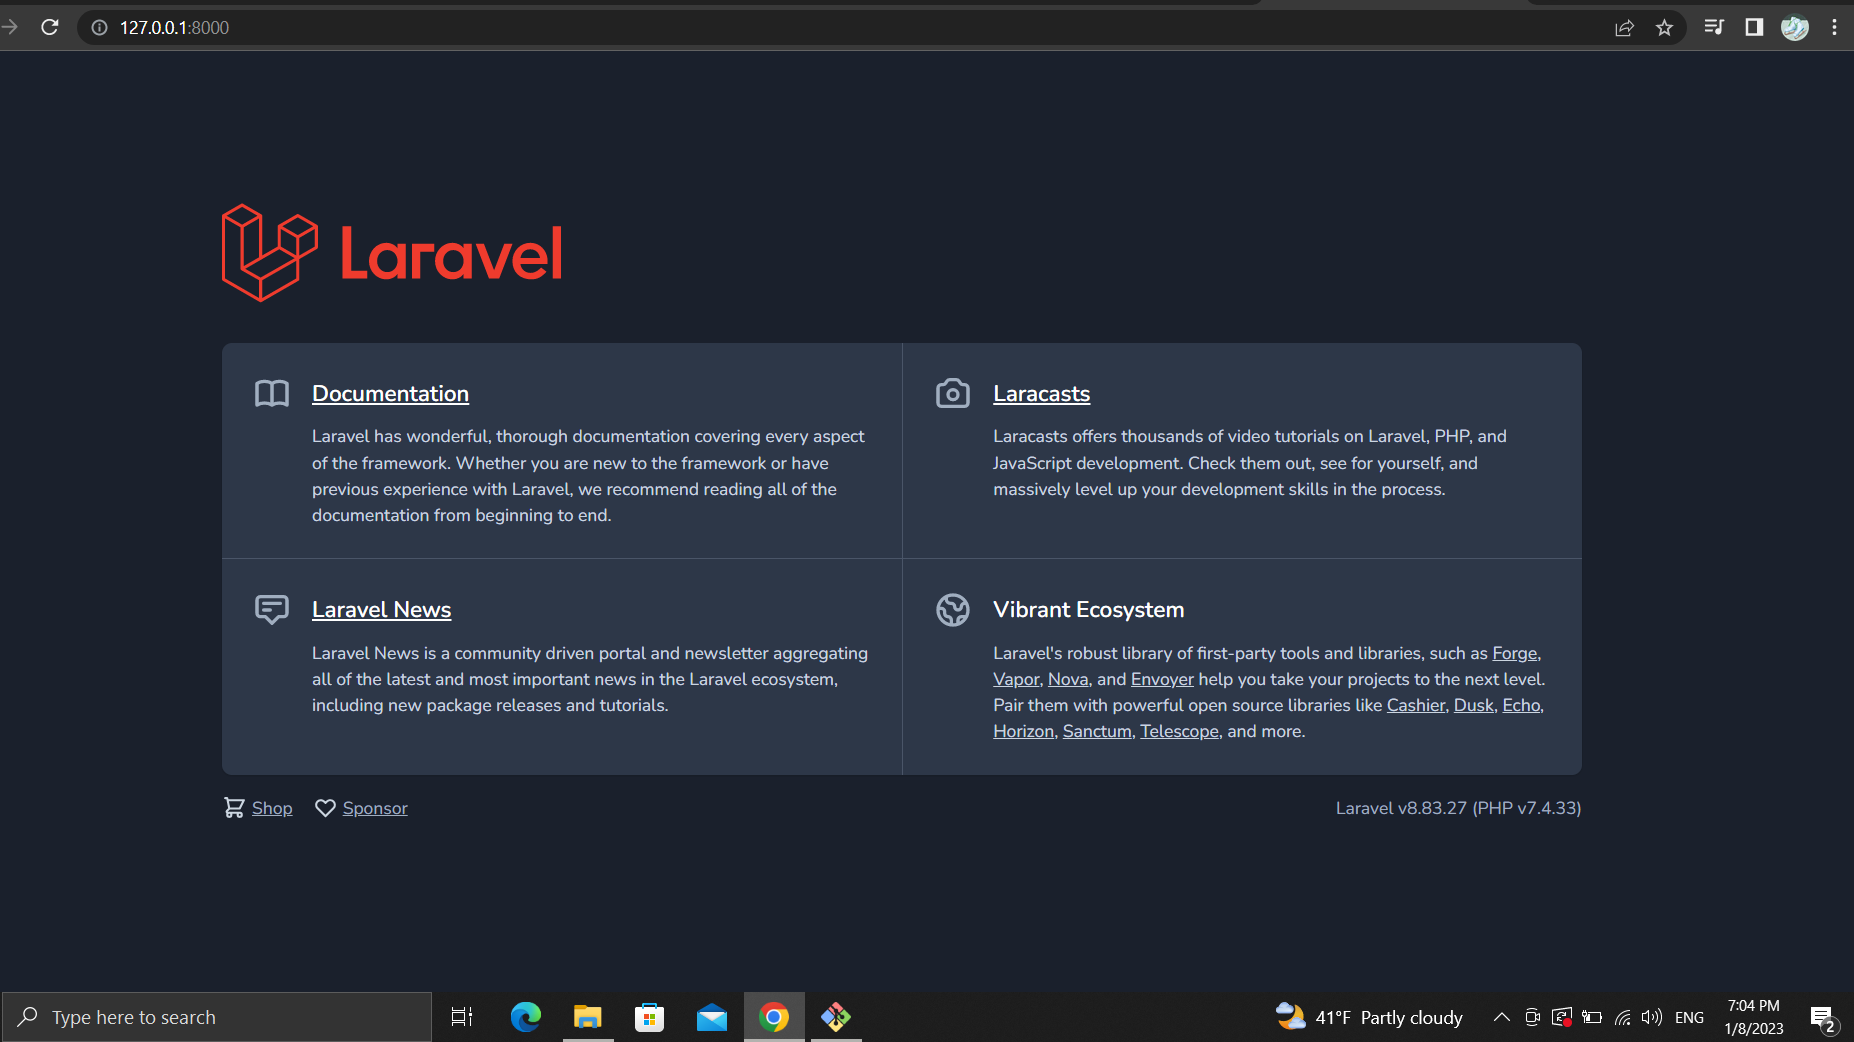 127.0.0.1:8000
Laravel
Documentation
Laravel has wonderful, thorough documentation covering every aspect
of the framework. Whether you are new to the framework or have
previous experience with Laravel, we recommend reading all of the
documentation from beginning to end.
Laracasts
Laracasts offers thousands of video tutorials on Laravel, PHP, and
JavaScript development. Check them out, see for yourself, and
massively level up your development skills in the process.
Laravel News
Laravel News is a community driven portal and newsletter aggregating
all of the latest and most important news in the Laravel ecosystem,
including new package releases and tutorials.
Vibrant Ecosystem
Laravel's robust library of first-party tools and libraries, such as Forge,
Vapor, Nova, and Envoyer help you take your projects to the next level.
Pair them with powerful open source libraries like Cashier, Dusk, Echo,
Horizon, Sanctum, Telescope, and more.
Shop
Sponsor
Laravel v8.83.27 (PHP v7.4.33)
Type here to search
41°F Partly cloudy
ENG
7:04 PM
1/8/2023
2